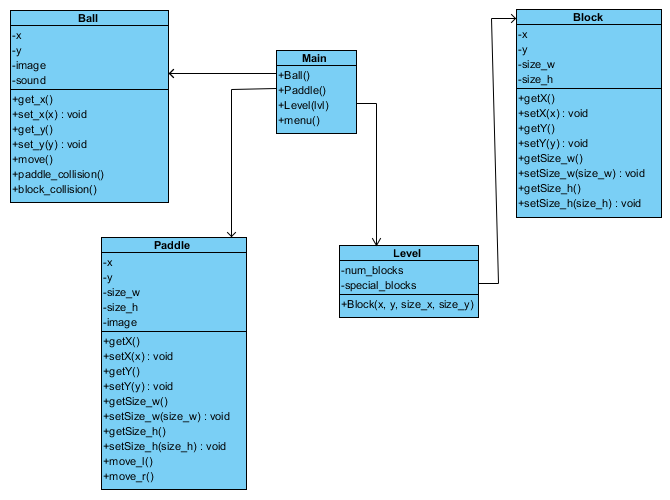 Ball
-x
-y
-image
-sound
+get_x()
+set_x(x) : void
+get_y()
+set_y(y) : void
+move()
+paddle_collision()
+block_collision()
Main
+Ball()
+Paddle()
+Level(lvl)
+menu()
Block
-x
-y
-size_w
-size_h
+getX()
+setX(x) : void
+getY()
+setY(y) : void
+getSize_w()
+setSize_w(size_w) : void
+getSize_h()
+setSize_h(size_h) : void
Paddle
-x
-y
-size_w
-size_h
-image
+getX()
+setX(x) : void
+getY()
+setY(y) : void
+getSize_w()
+setSize_w(size_w) : void
+getSize_h()
+setSize_h(size_h) : void
+move_l()
+move_r()
Level
-num_blocks
-special_blocks
+Block(x, y, size_x, size_y)